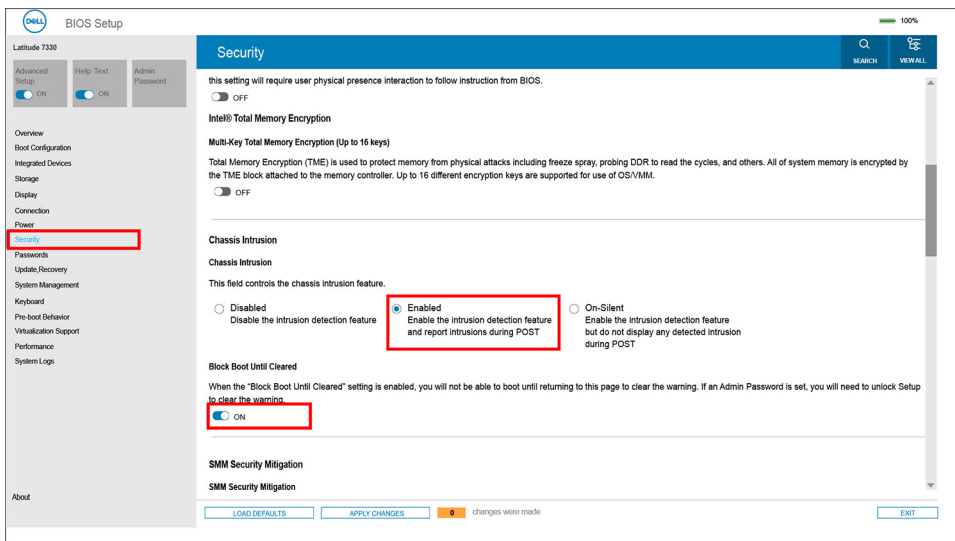 DELL
BIOS Setup
100%
Latitude 7330
Advanced Setup
ON
Help Text
ON
Admin Password
Security
SEARCH
VIEW ALL
Overview
Boot Configuration
Integrated Devices
Storage
Display
Connection
Power
Security
Passwords
Update,Recovery
System Management
Keyboard
Pre-boot Behavior
Virtualization Support
Performance
System Logs
About
this setting will require user physical presence interaction to follow instruction from BIOS.
OFF
Intel® Total Memory Encryption
Multi-Key Total Memory Encryption (Up to 16 keys)
Total Memory Encryption (TME) is used to protect memory from physical attacks including freeze spray, probing DDR to read the cycles, and others. All of system memory is encrypted by
the TME block attached to the memory controller. Up to 16 different encryption keys are supported for use of OS/VMM.
OFF
Chassis Intrusion
Chassis Intrusion
This field controls the chassis intrusion feature.
Disabled
Disable the intrusion detection feature
Enabled
Enable the intrusion detection feature
and report intrusions during POST
On-Silent
Enable the intrusion detection feature
but do not display any detected intrusion
during POST
Block Boot Until Cleared
When the "Block Boot Until Cleared" setting is enabled, you will not be able to boot until returning to this page to clear the warning. If an Admin Password is set, you will need to unlock Setup
to clear the warning.
ON
SMM Security Mitigation
SMM Security Mitigation
LOAD DEFAULTS
APPLY CHANGES
0 changes were made
EXIT